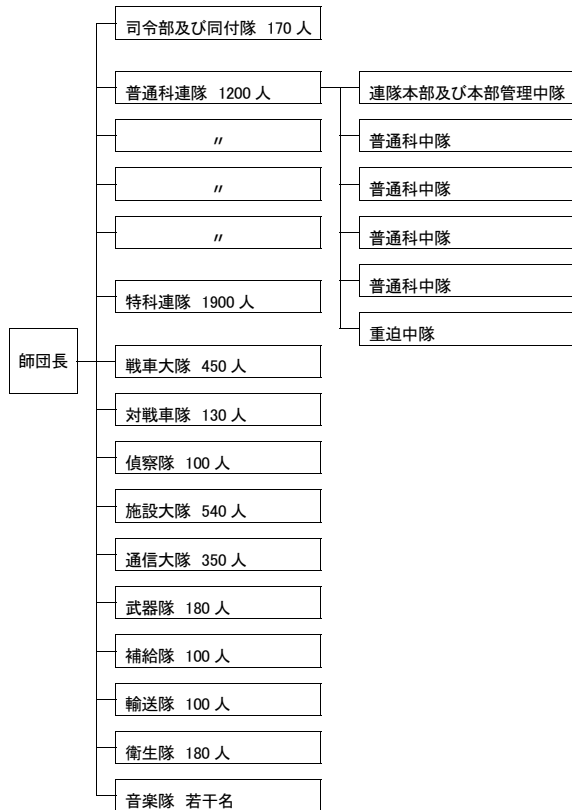 司令部及び同付隊 170 人
普通科連隊 1200 人
〃
〃
〃
特科連隊 1900 人
師団長
戦車大隊 450 人
対戦車隊 130 人
偵察隊 100 人
施設大隊 540 人
通信大隊 350 人
武器隊 180 人
補給隊 100 人
輸送隊 100 人
衛生隊 180 人
音楽隊 若干名
連隊本部及び本部管理中隊
普通科中隊
普通科中隊
普通科中隊
普通科中隊
重迫中隊